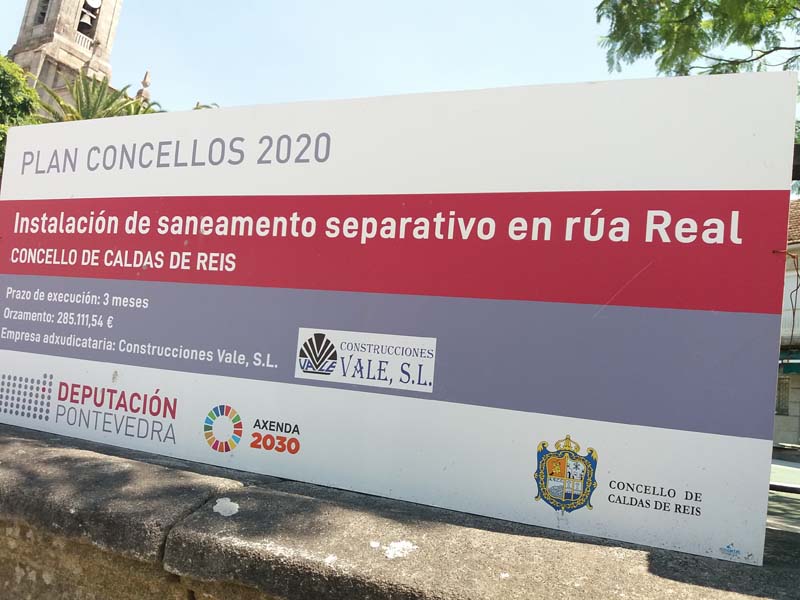 PLAN CONCELLOS 2020
Instalación de saneamento separativo en rúa Real
CONCELLO DE CALDAS DE REIS
Prazo de execución: 3 meses
Orzamento: 285.111,54 €
Empresa adxudicataria: Construcciones Vale, S.L.
VALE
CONSTRUCCIONES
VALE, S.L.
DEPUTACIÓN
PONTEVEDRA
AXENDA
2030
CONCELLO DE
CALDAS DE REIS